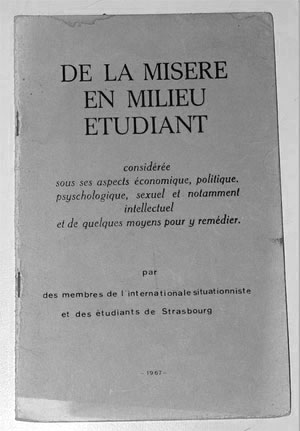 DE LA MISERE
EN MILIEU
ETUDIANT
considérée
sous ses aspects économique, politique.
psychologique, sexuel et notamment
intellectuel
et de quelques moyens pour y remédier.
par
des membres de l'internationale situationniste
et des étudiants de Strasbourg
-1967-